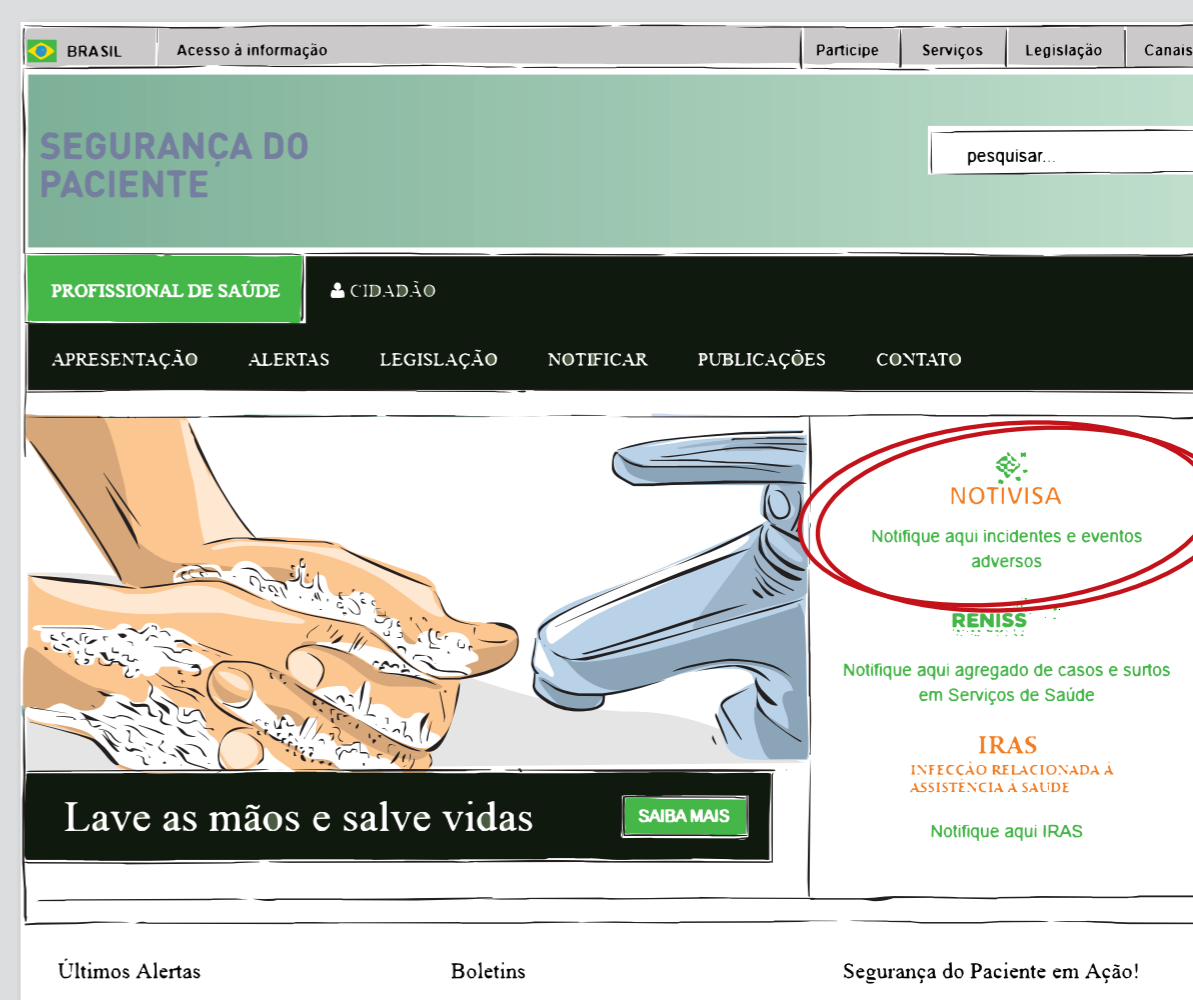 BRASIL
Acesso à informação
Participe
Serviços
Legislação
Canais
SEGURANÇA DO
PACIENTE
pesquisar...
PROFISSIONAL DE SAÚDE
CIDADÃO
APRESENTAÇÃO
ALERTAS
LEGISLAÇÃO
NOTIFICAR
PUBLICAÇÕES
CONTATO
NOTIVISA
Notifique aqui incidentes e eventos
adversos
RENISS
Notifique aqui agregado de casos e surtos
em Serviços de Saúde
IRAS
INFECÇÃO RELACIONADA À
ASSISTÊNCIA À SAUDE
Notifique aqui IRAS
Lave as mãos e salve vidas
SAIBA MAIS
Últimos Alertas
Boletins
Segurança do Paciente em Ação!